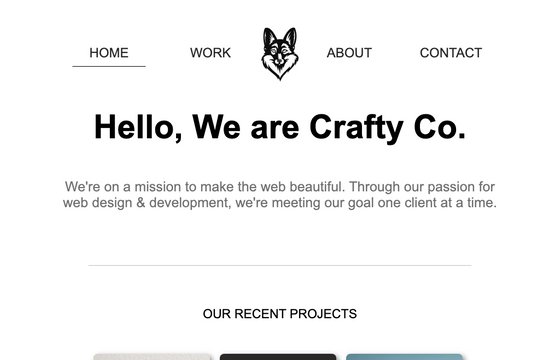 HOME WORK ABOUT CONTACT
Hello, We are Crafty Co.
We're on a mission to make the web beautiful. Through our passion for
web design & development, we're meeting our goal one client at a time.
OUR RECENT PROJECTS